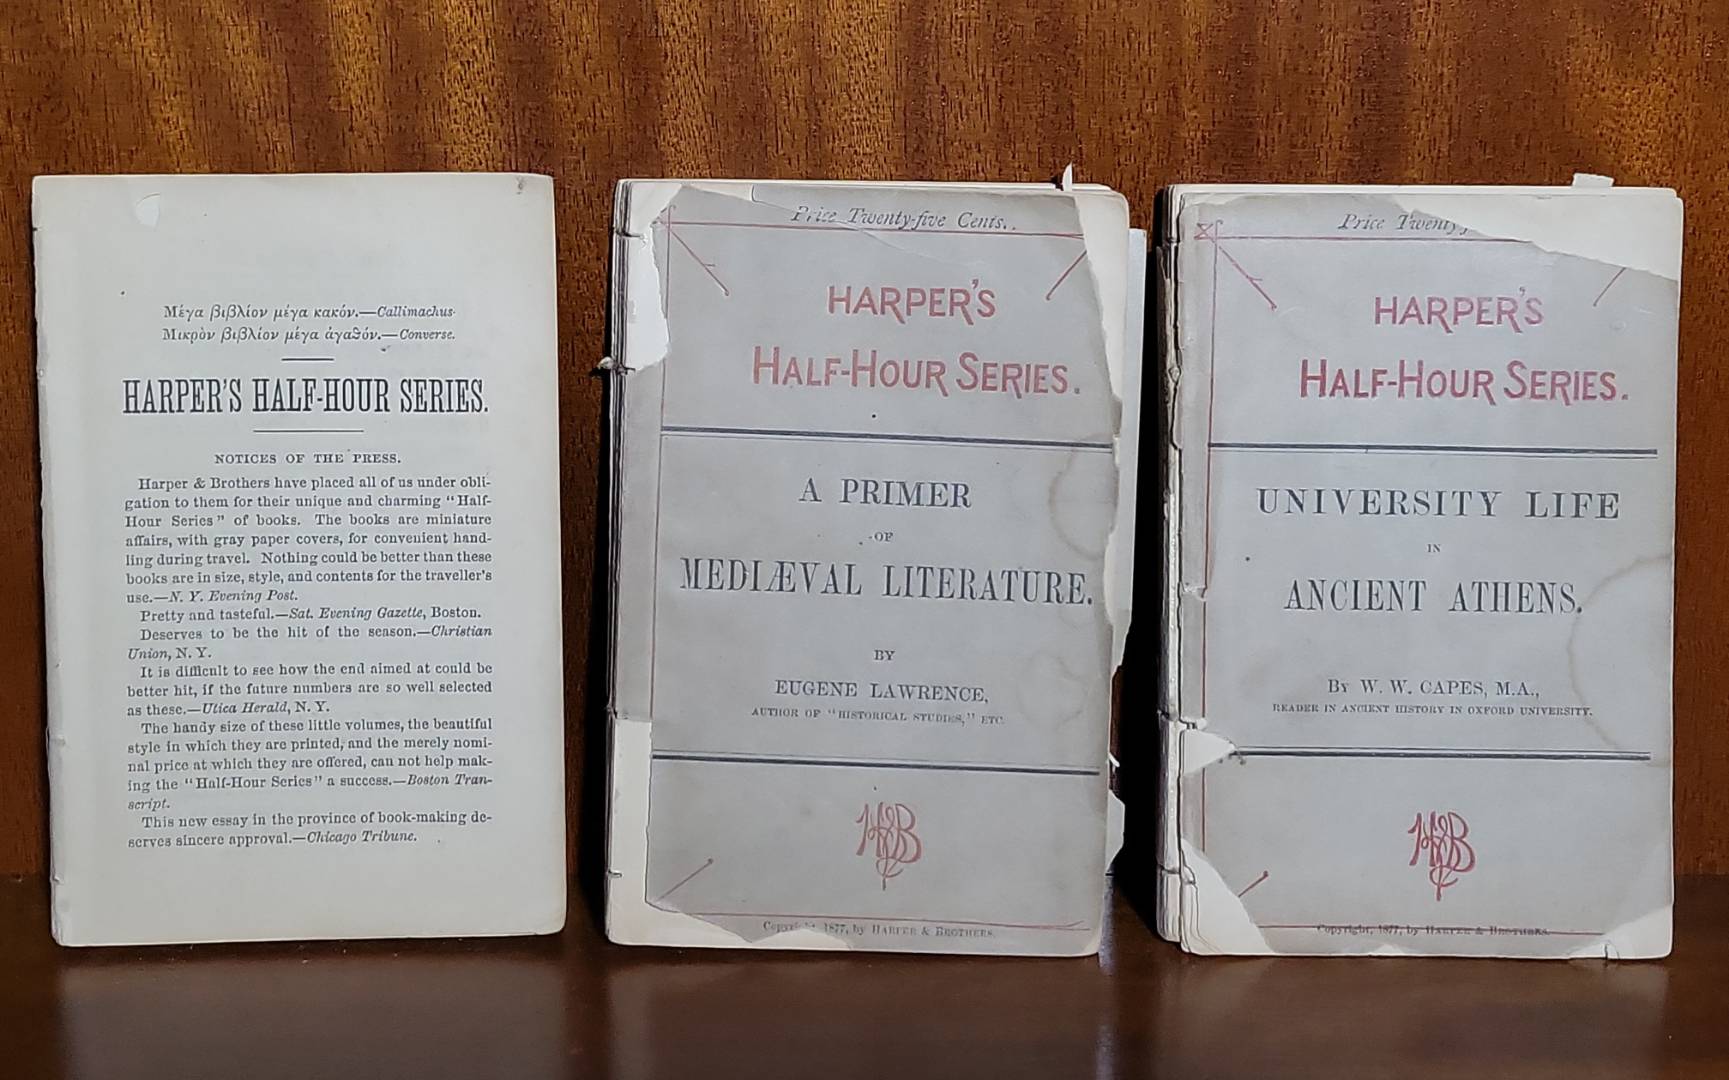 Μέγα βιβλίον μέγα κακόν.—Callimachus.
Μικρὸν βιβλίον μέγα ἀγαθόν.—Converse.
HARPER'S HALF-HOUR SERIES.
NOTICES OF THE PRESS.
Harper & Brothers have placed all of us under obli-
gation to them for their unique and charming "Half-
Hour Series" of books. The books are miniature
affairs, with gray paper covers, for convenient hand-
ling during travel. Nothing could be better than these
books are in size, style, and contents for the traveller's
use.—N. Y. Evening Post.
Pretty and tasteful.—Sat. Evening Gazette, Boston.
Deserves to be the hit of the season.—Christian
Union, N. Y.
It is difficult to see how the end aimed at could be
better hit, if the future numbers are so well selected
as these.—Utica Herald, N. Y.
The handy size of these little volumes, the beautiful
style in which they are printed, and the merely nomi-
nal price at which they are offered, can not help mak-
ing the "Half-Hour Series" a success.—Boston Tran-
script.
This new essay in the province of book-making de-
serves sincere approval.—Chicago Tribune.
Price Twenty-five Cents.
HARPER'S
HALF-HOUR SERIES.
A PRIMER
OF
MEDIÆVAL LITERATURE.
BY
EUGENE LAWRENCE,
AUTHOR OF "HISTORICAL STUDIES," ETC.
H&B
Copyright, 1877, by HARPER & BROTHERS.
Price Twenty
HARPER'S
HALF-HOUR SERIES.
UNIVERSITY LIFE
IN
ANCIENT ATHENS.
BY W. W. CAPES, M.A.,
READER IN ANCIENT HISTORY IN OXFORD UNIVERSITY.
H&B
Copyright, 1877, by HARPER & BROTHERS.